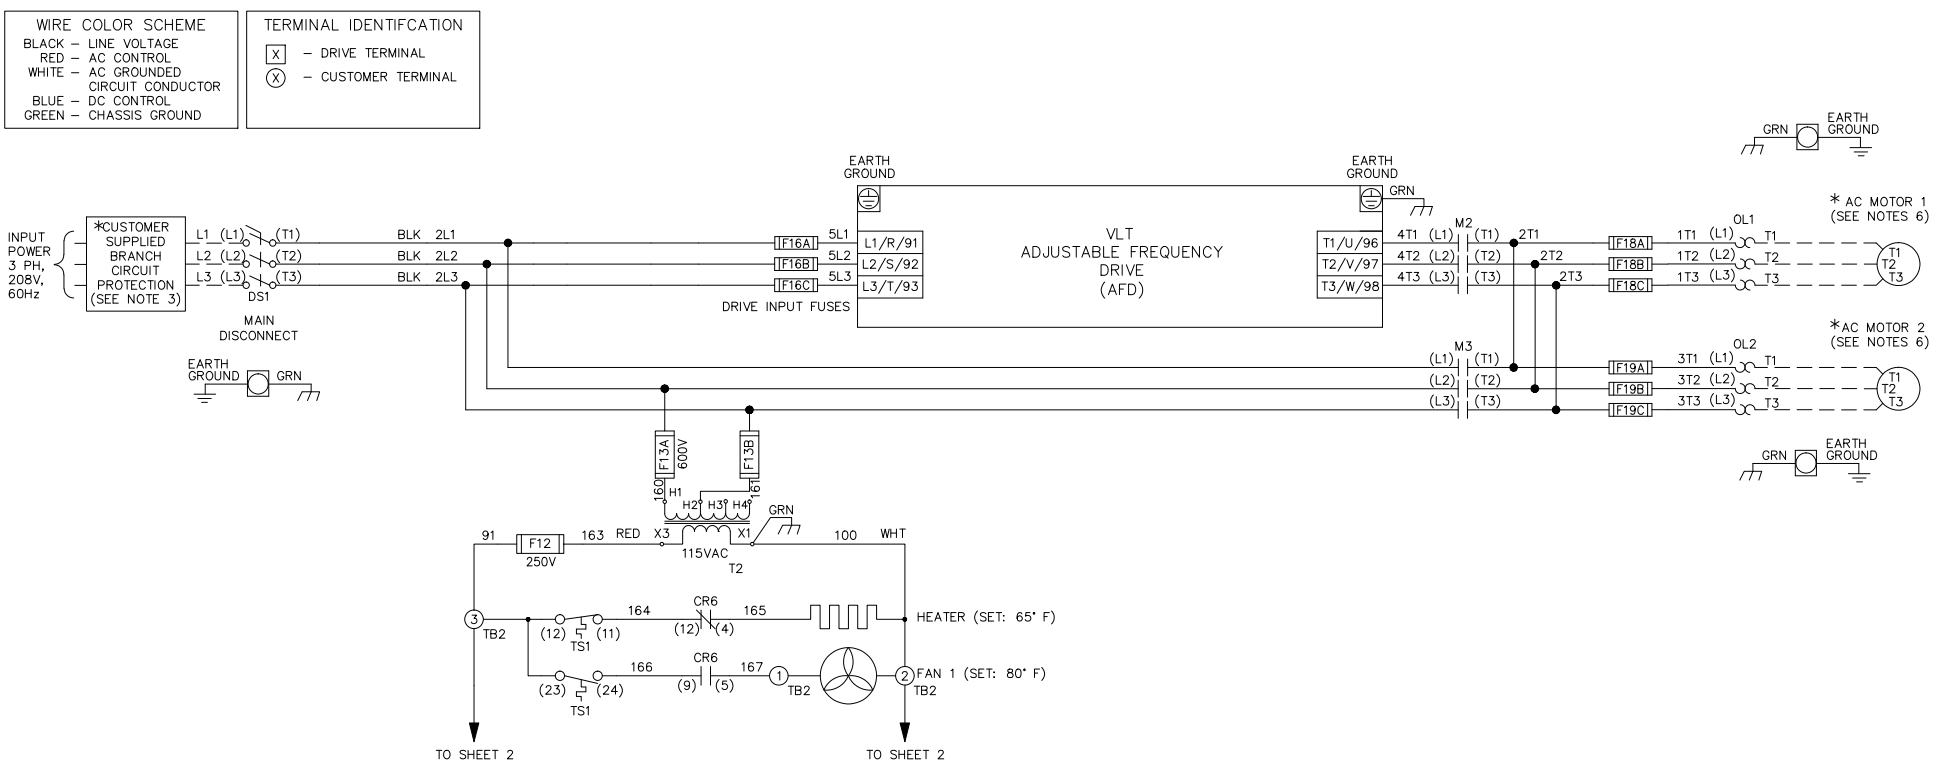 WIRE COLOR SCHEME
BLACK – LINE VOLTAGE
RED – AC CONTROL
WHITE – AC GROUNDED
CIRCUIT CONDUCTOR
BLUE – DC CONTROL
GREEN – CHASSIS GROUND
TERMINAL IDENTIFCATION
X – DRIVE TERMINAL
X – CUSTOMER TERMINAL
GRN
EARTH
GROUND
EARTH
GROUND
EARTH
GROUND
GRN
INPUT
POWER
3 PH,
208V,
60Hz
*CUSTOMER
SUPPLIED
BRANCH
CIRCUIT
PROTECTION
(SEE NOTE 3)
L1 (L1) (T1) BLK 2L1 F16A 5L1 L1/R/91
L2 (L2) (T2) BLK 2L2 F16B 5L2 L2/S/92
L3 (L3) (T3) BLK 2L3 F16C 5L3 L3/T/93
DS1
MAIN
DISCONNECT
DRIVE INPUT FUSES
VLT
ADJUSTABLE FREQUENCY
DRIVE
(AFD)
M2
T1/U/96 4T1 (L1) (T1) 2T1 F18A 1T1 (L1) T1
T2/V/97 4T2 (L2) (T2) 2T2 F18B 1T2 (L2) T2
T3/W/98 4T3 (L3) (T3) 2T3 F18C 1T3 (L3) T3
OL1
* AC MOTOR 1
(SEE NOTES 6)
T1
T2
T3
EARTH
GROUND
GRN
M3
(L1) (T1) F19A 3T1 (L1) T1
(L2) (T2) F19B 3T2 (L2) T2
(L3) (T3) F19C 3T3 (L3) T3
OL2
*AC MOTOR 2
(SEE NOTES 6)
T1
T2
T3
GRN
EARTH
GROUND
F13A
600V
F13B
160
161
H1
H2 H3 H4
GRN
91 F12 163 RED X3 X1 100 WHT
250V
115VAC
T2
3
TB2
(12) (11) 164 CR6 165
(12) (4)
TS1
HEATER (SET: 65° F)
(23) (24) 166 CR6 167 1
(9) (5)
TS1
TB2
2
TB2
FAN 1 (SET: 80° F)
TO SHEET 2
TO SHEET 2